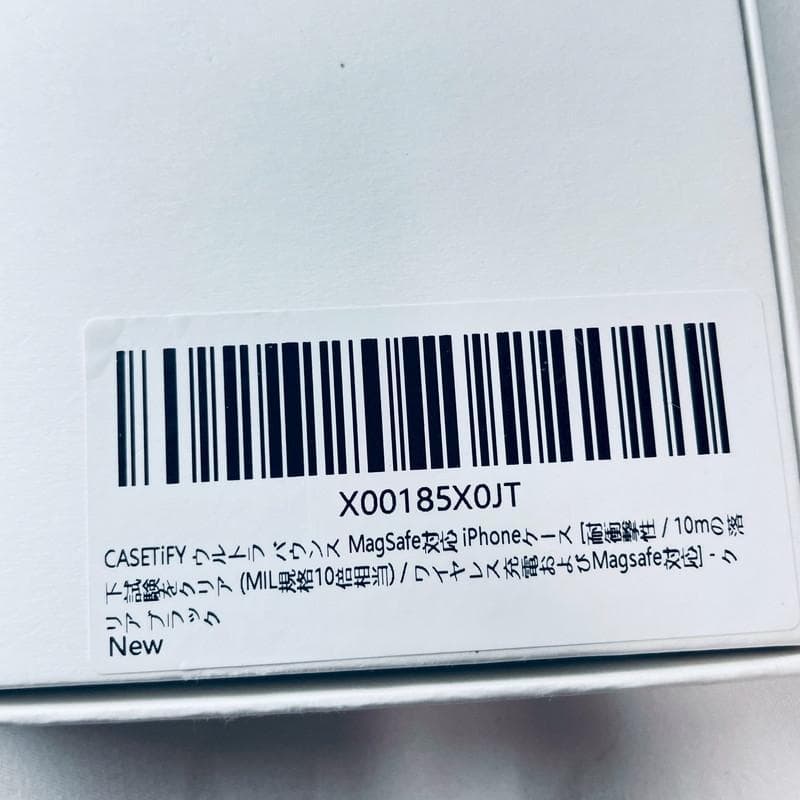 X00185X0JT
CASETiFY ウルトラ バウンス MagSafe対応 iPhoneケース [耐衝撃性 / 10mの落
下試験をクリア (MIL規格10倍相当) / ワイヤレス充電およびMagsafe対応 - ク
リアブラック
New